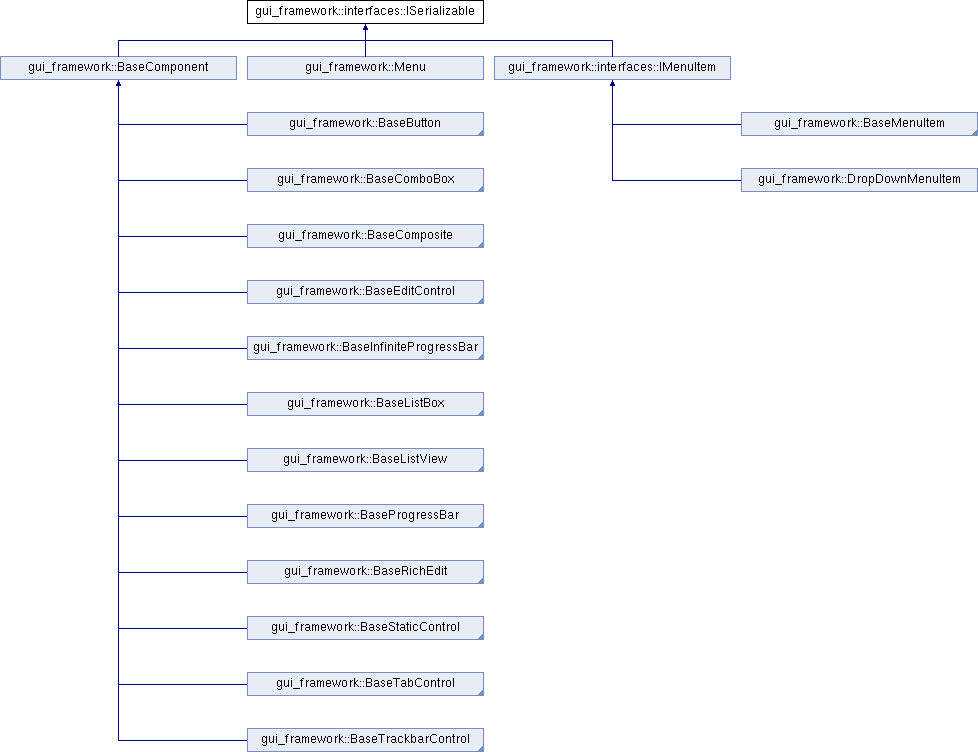 gui_framework::interfaces::ISerializable
gui_framework::BaseComponent
gui_framework::Menu
gui_framework::interfaces::IMenuItem
gui_framework::BaseButton
gui_framework::BaseMenuItem
gui_framework::BaseComboBox
gui_framework::DropDownMenuItem
gui_framework::BaseComposite
gui_framework::BaseEditControl
gui_framework::BaseInfiniteProgressBar
gui_framework::BaseListBox
gui_framework::BaseListView
gui_framework::BaseProgressBar
gui_framework::BaseRichEdit
gui_framework::BaseStaticControl
gui_framework::BaseTabControl
gui_framework::BaseTrackbarControl